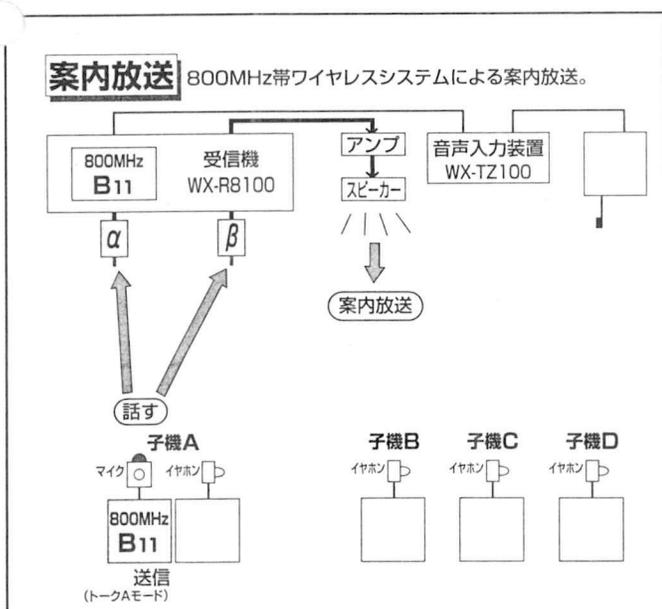 案内放送 800MHz帯ワイヤレスシステムによる案内放送。
800MHz
B11
受信機
WX-R8100
アンプ
スピーカー
音声入力装置
WX-TZ100
α
β
案内放送
話す
子機A
マイク
イヤホン
800MHz
B11
送信
(トークAモード)
子機B
イヤホン
子機C
イヤホン
子機D
イヤホン